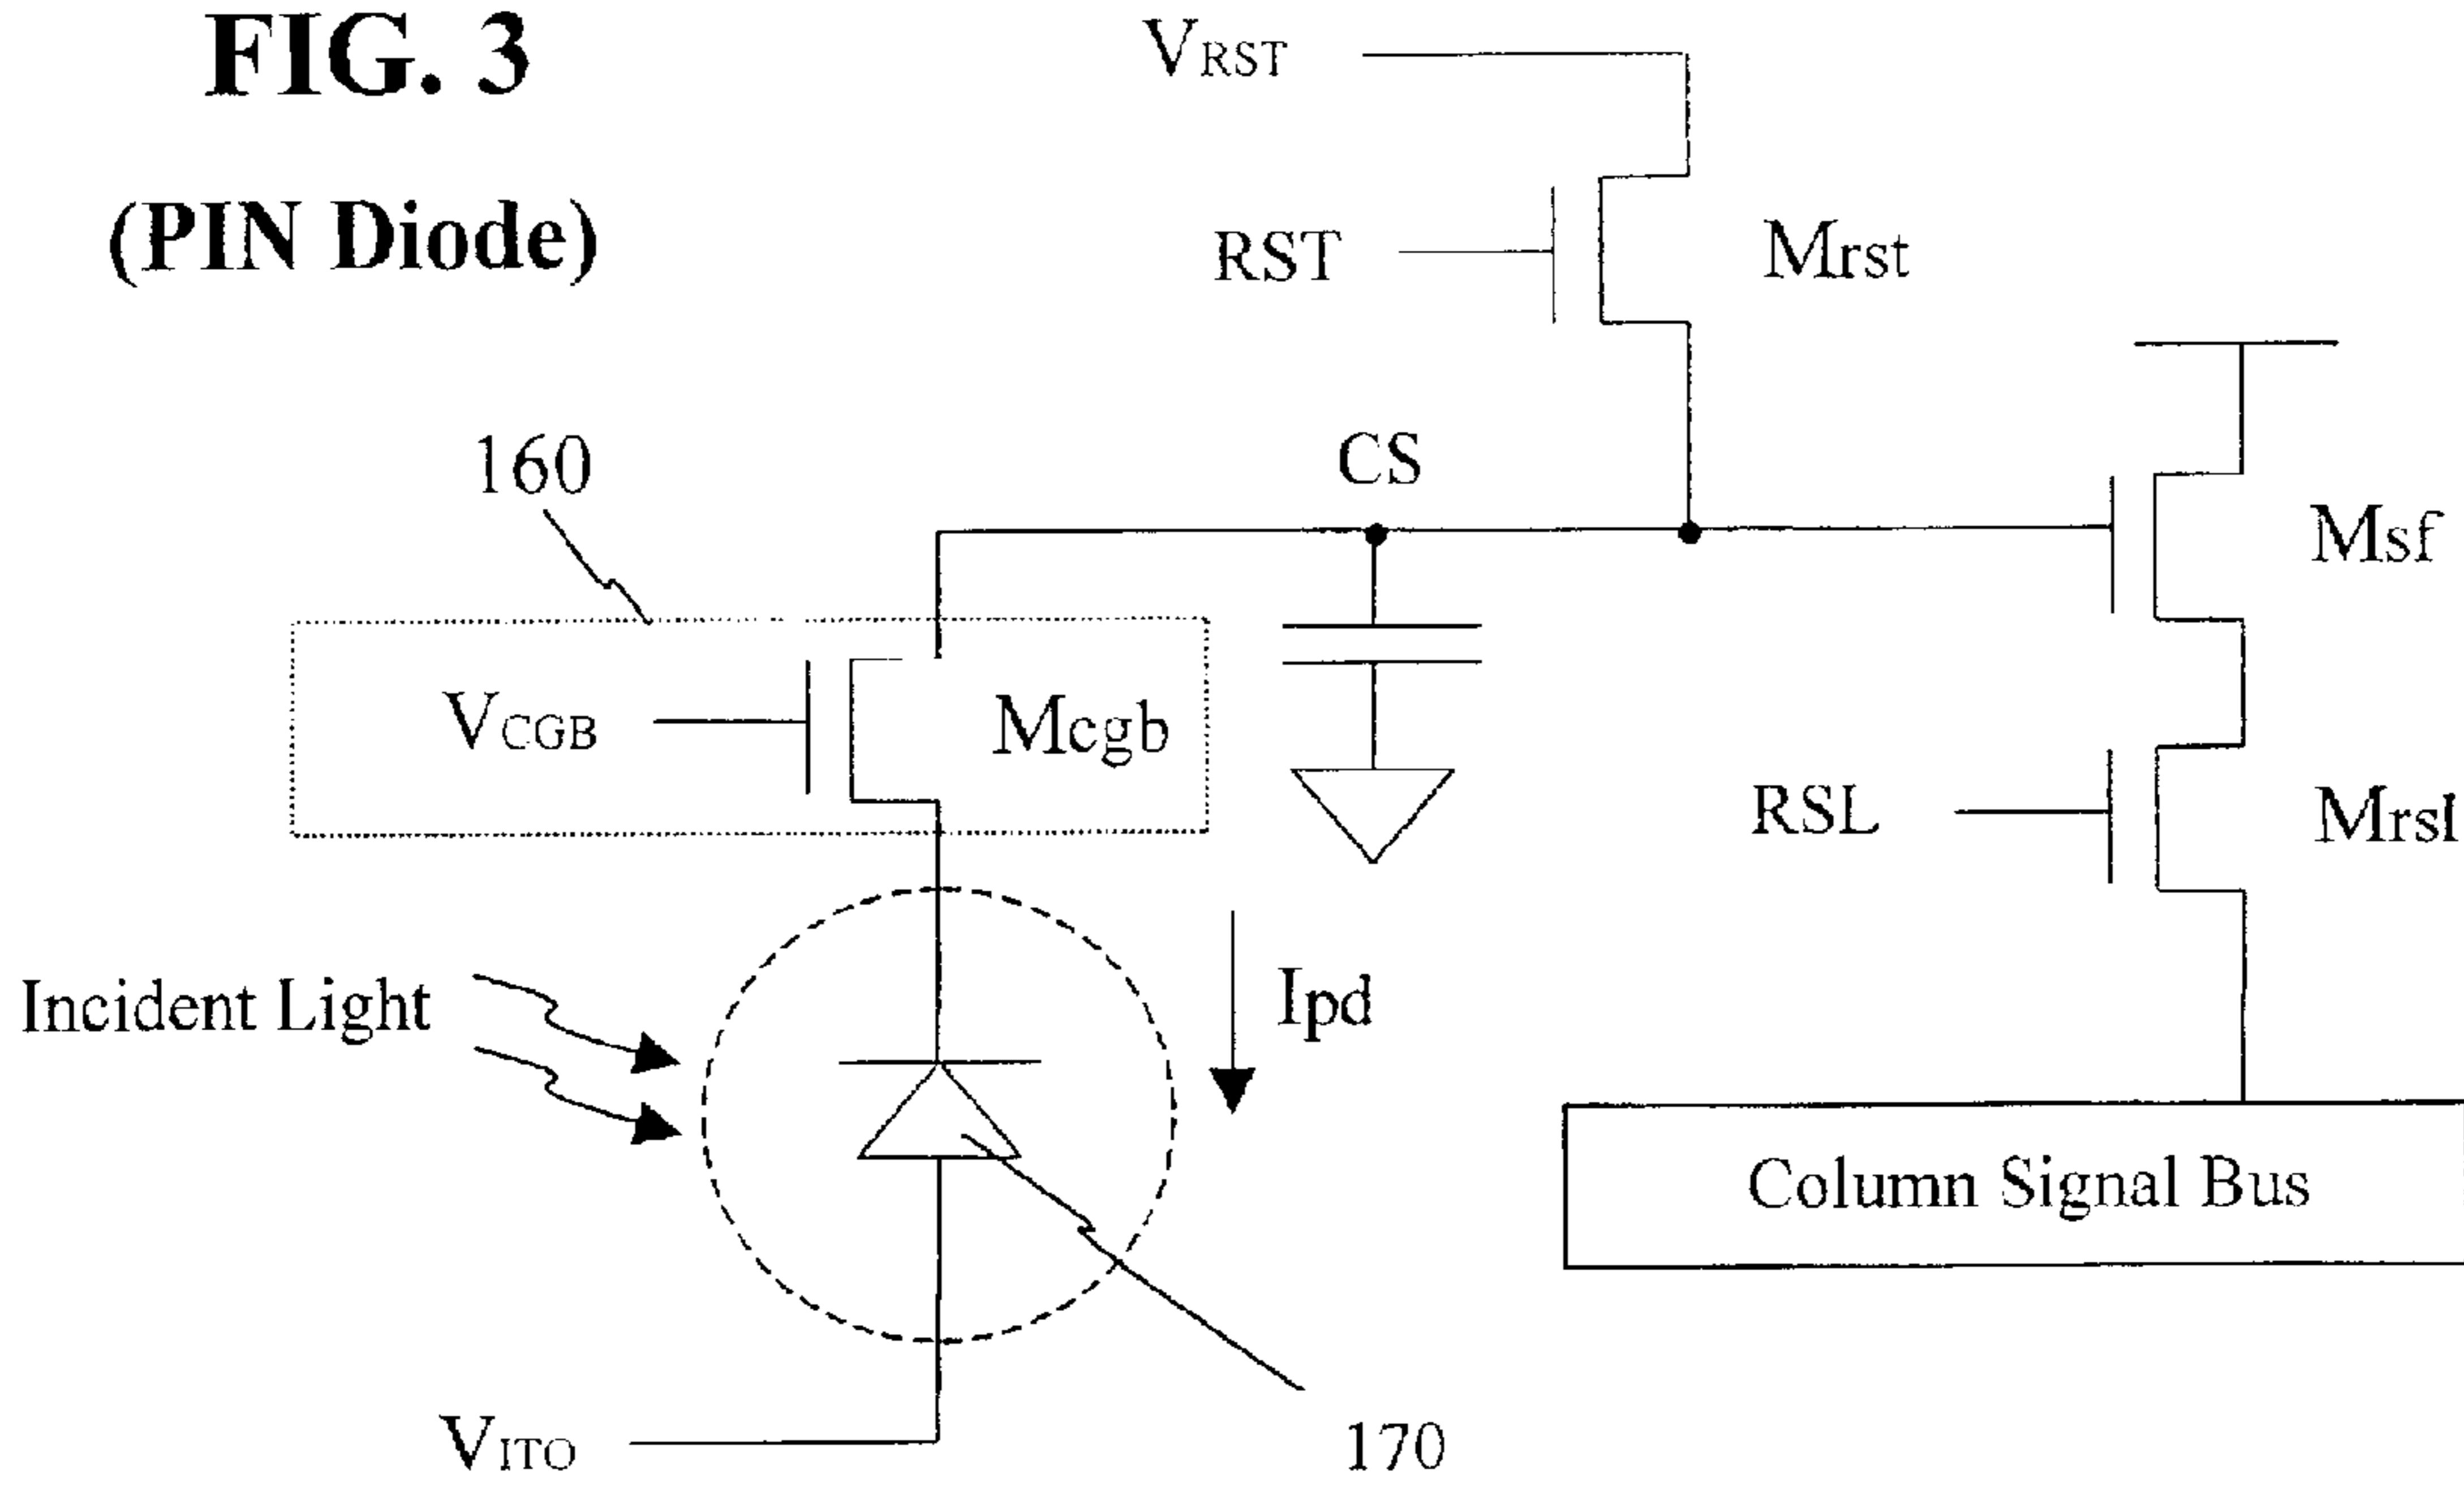 FIG. 3
(PIN Diode)
VRST
RST
Mrst
160
CS
Msf
VCGB
Mcgb
RSL
Mrsl
Incident Light
Ipd
Column Signal Bus
VITO
170